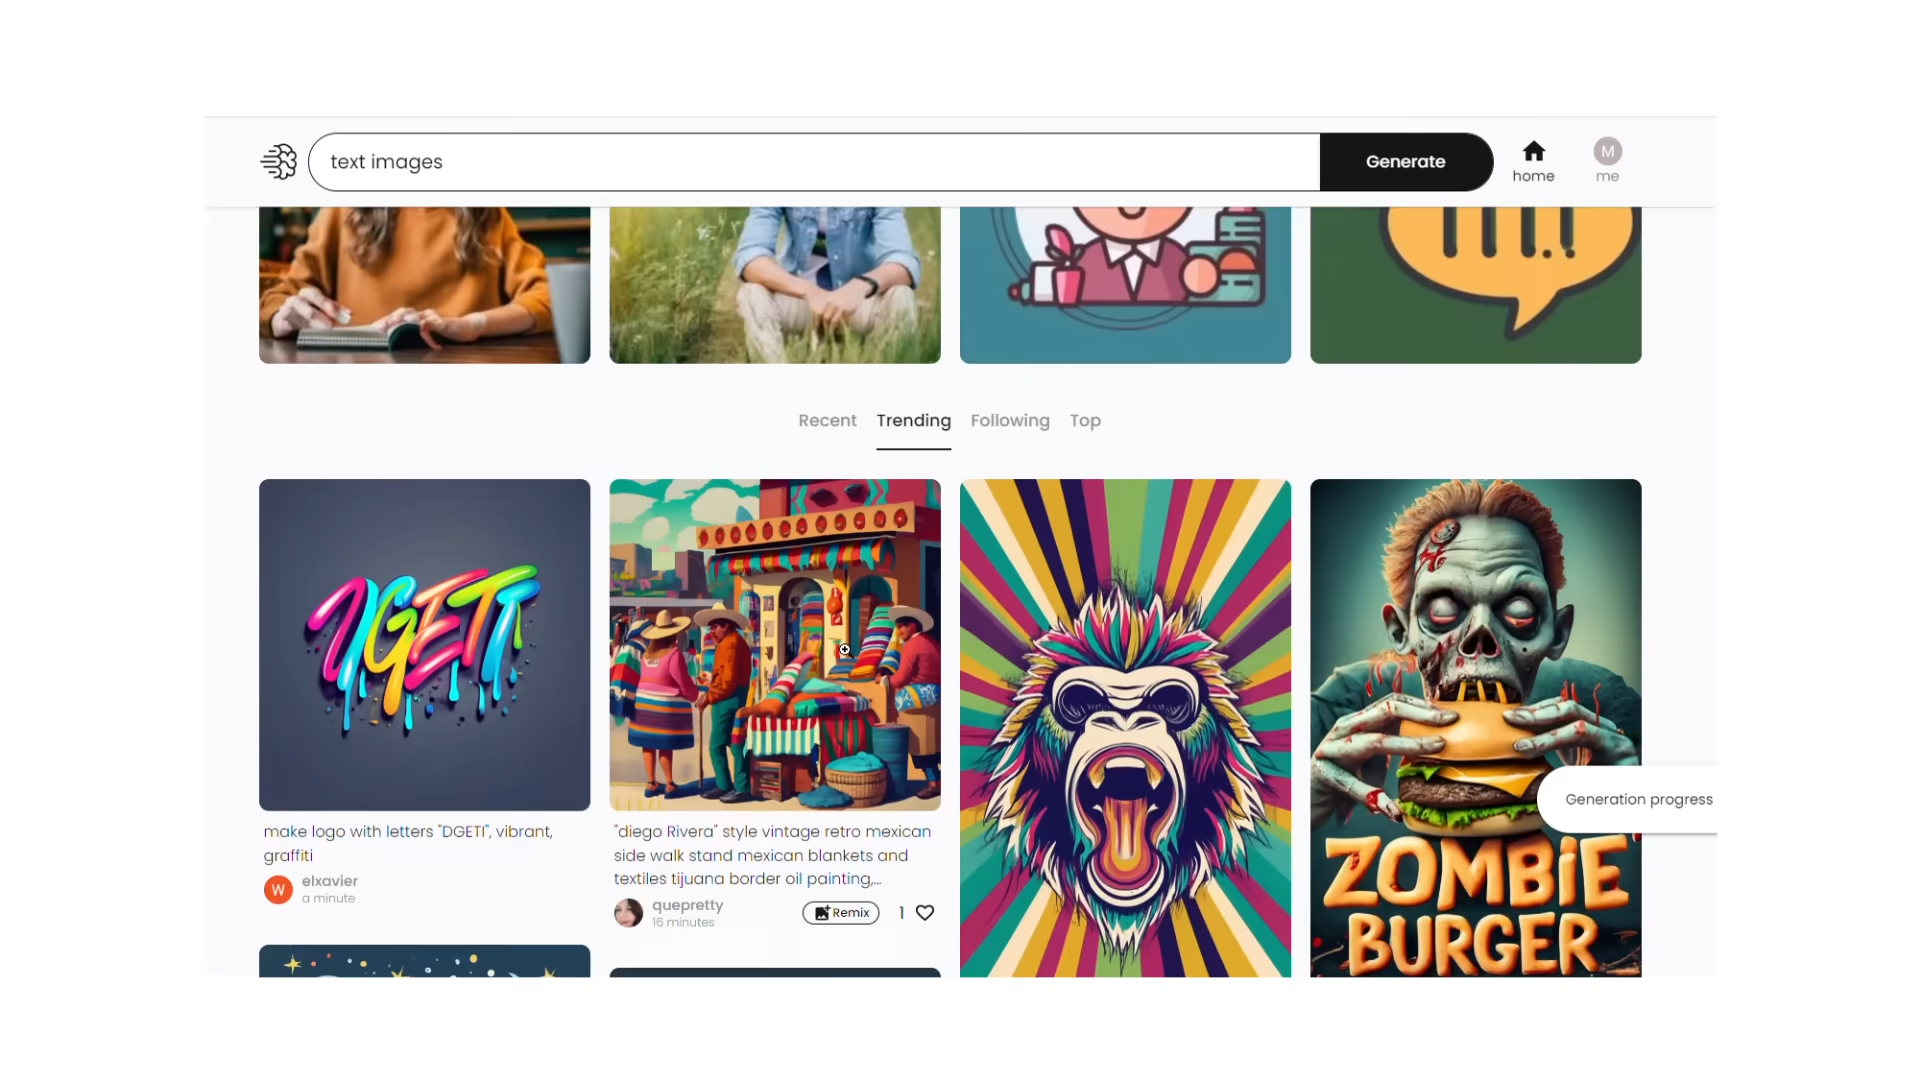 text images
Generate
home
M
me
Recent
Trending
Following
Top
DGETI
make logo with letters "DGETI", vibrant,
graffiti
W
elxavier
a minute
"diego Rivera" style vintage retro mexican
side walk stand mexican blankets and
textiles tijuana border oil painting,...
quepretty
16 minutes
Remix
1
ZOMBiE
BURGER
Generation progress